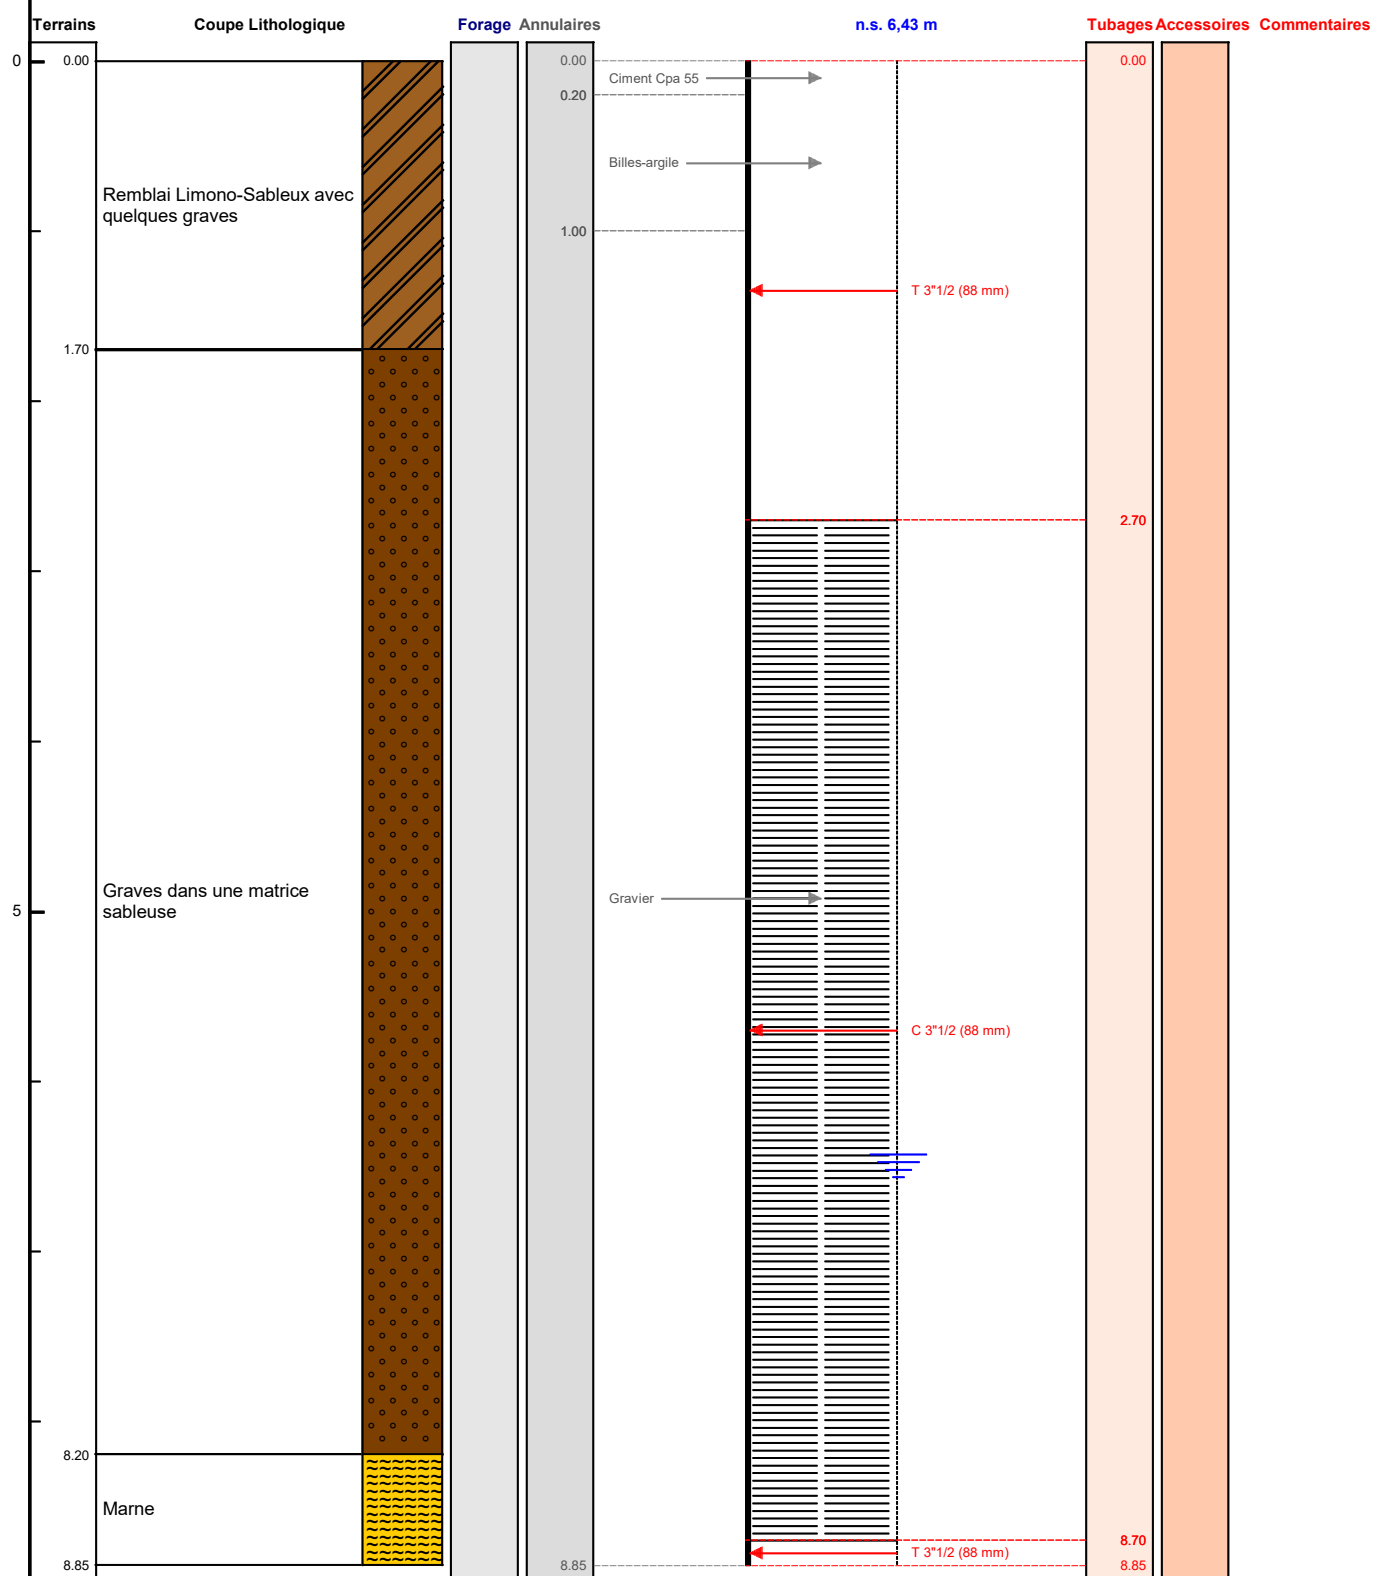 Terrains Coupe Lithologique Forage Annulaires n.s. 6,43 m Tubages Accessoires Commentaires
0 0.00 0.00 0.00
Ciment Cpa 55
0.20
Billes-argile
Remblai Limono-Sableux avec
quelques graves
1.00
T 3"1/2 (88 mm)
1.70
2.70
Graves dans une matrice
sableuse
Gravier
5
C 3"1/2 (88 mm)
8.20
Marne
8.70
T 3"1/2 (88 mm)
8.85 8.85 8.85